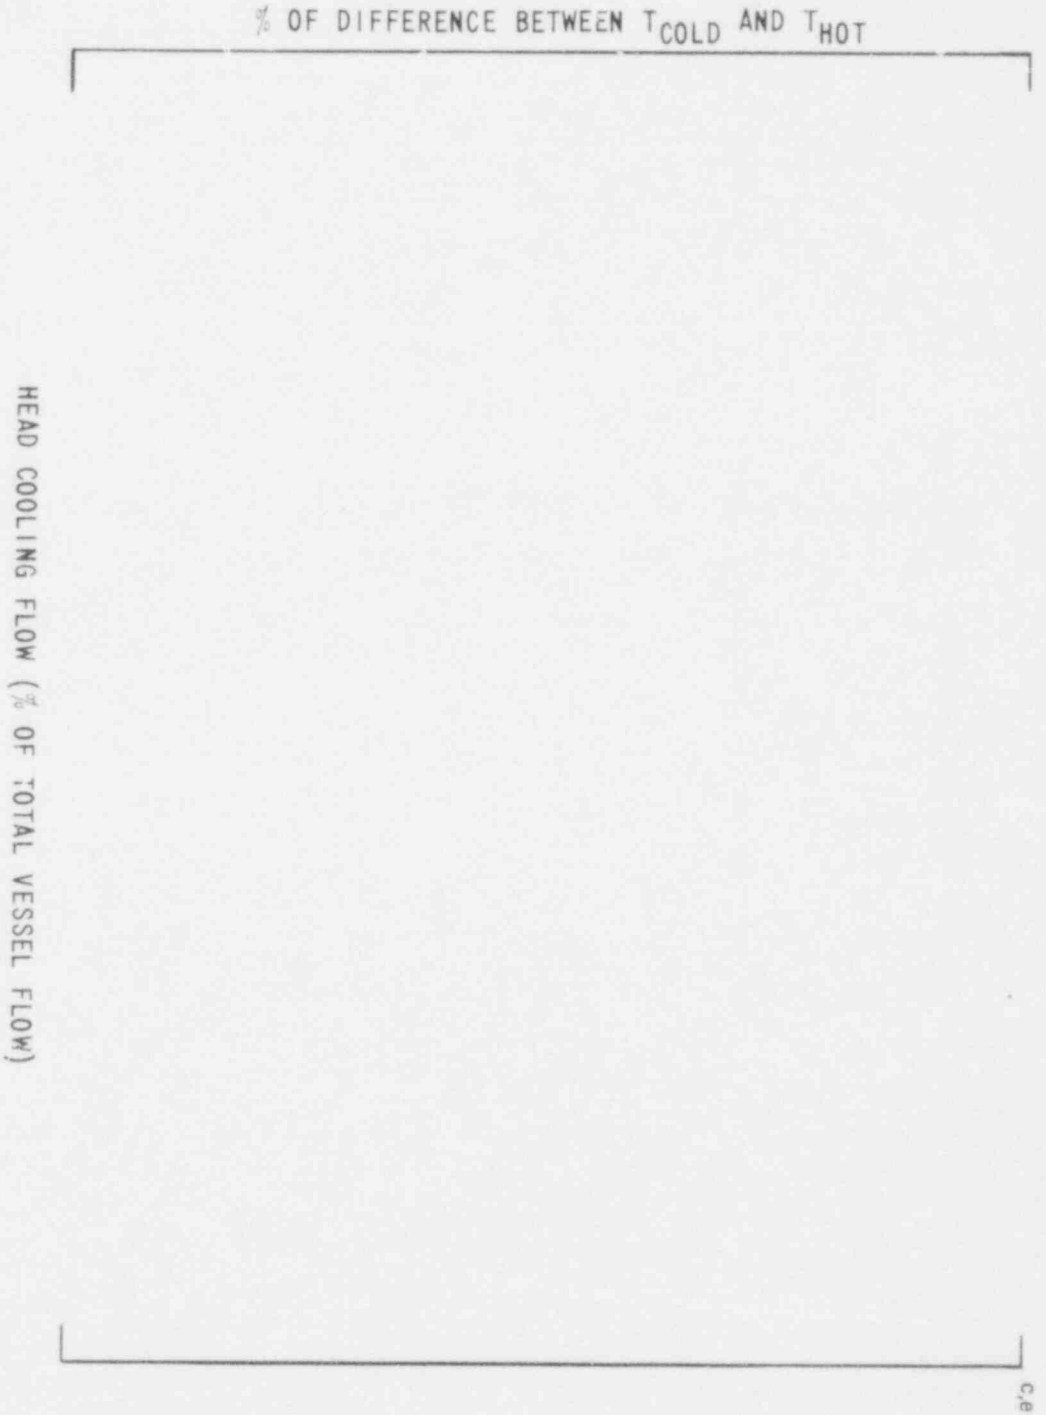 % OF DIFFERENCE BETWEEN TCOLD AND THOT
HEAD COOLING FLOW (% OF TOTAL VESSEL FLOW)
c,e